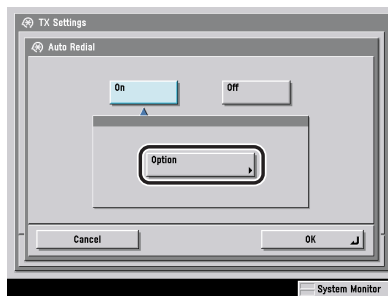 TX Settings
Auto Redial
On Off
Option
Cancel OK
System Monitor